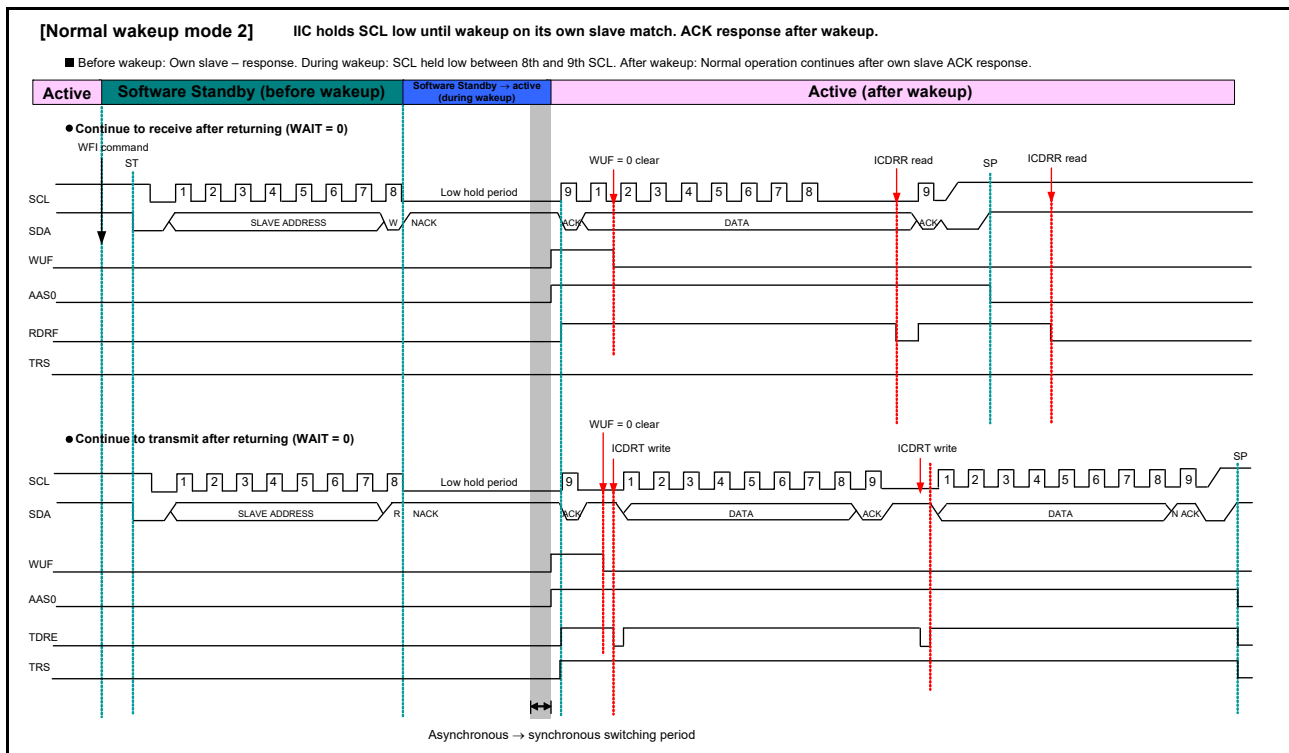 [Normal wakeup mode 2] IIC holds SCL low until wakeup on its own slave match. ACK response after wakeup.
■ Before wakeup: Own slave – response. During wakeup: SCL held low between 8th and 9th SCL. After wakeup: Normal operation continues after own slave ACK response.
Active Software Standby (before wakeup) Software Standby → active (during wakeup) Active (after wakeup)
● Continue to receive after returning (WAIT = 0)
WFI command
ST WUF = 0 clear ICDRR read SP ICDRR read
SCL 1 2 3 4 5 6 7 8 Low hold period 9 1 2 3 4 5 6 7 8 9
SDA SLAVE ADDRESS W NACK ACK DATA ACK
WUF
AAS0
RDRF
TRS
● Continue to transmit after returning (WAIT = 0)
WUF = 0 clear
ICDRT write ICDRT write SP
SCL 1 2 3 4 5 6 7 8 Low hold period 9 1 2 3 4 5 6 7 8 9 1 2 3 4 5 6 7 8 9
SDA SLAVE ADDRESS R NACK ACK DATA ACK DATA N ACK
WUF
AAS0
TDRE
TRS
Asynchronous → synchronous switching period